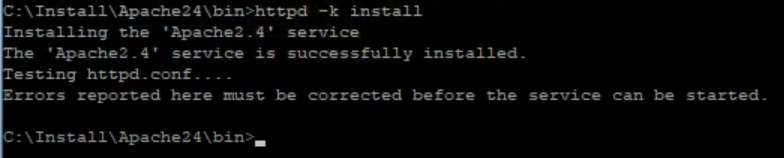 C:\Install\Apache24\bin>httpd -k install
Installing the 'Apache2.4' service
The 'Apache2.4' service is successfully installed.
Testing httpd.conf....
Errors reported here must be corrected before the service can be started.
C:\Install\Apache24\bin>